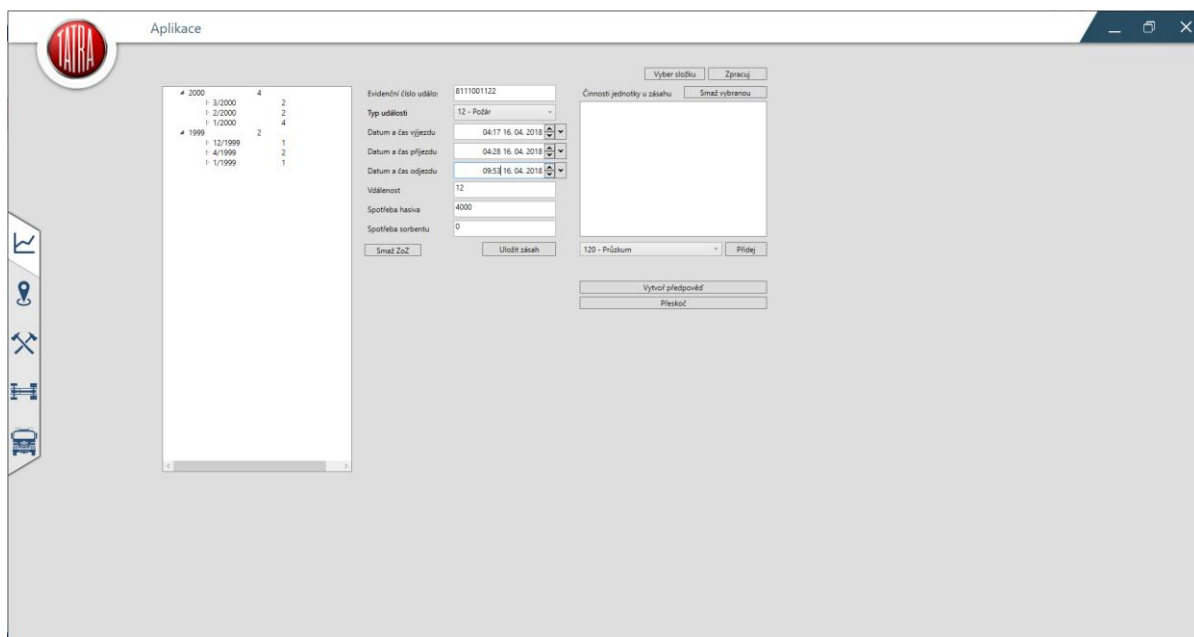 TATRA
Aplikace
Vyber složku Zpracuj
2000 4
3/2000 2
2/2000 2
1/2000 4
1999 2
12/1999 1
4/1999 2
1/1999 1
Evidenční číslo událos 8111001122
Typ události 12 - Požár
Datum a čas výjezdu 04:17 16. 04. 2018
Datum a čas příjezdu 04:28 16. 04. 2018
Datum a čas odjezdu 09:53 16. 04. 2018
Vdálenost 12
Spotřeba hasiva 4000
Spotřeba sorbentu 0
Smaž ZoZ Uložit zásah
Činnosti jednotky u zásahu Smaž vybranou
120 - Průzkum Přidej
Vytvoř předpověď
Přeskoč